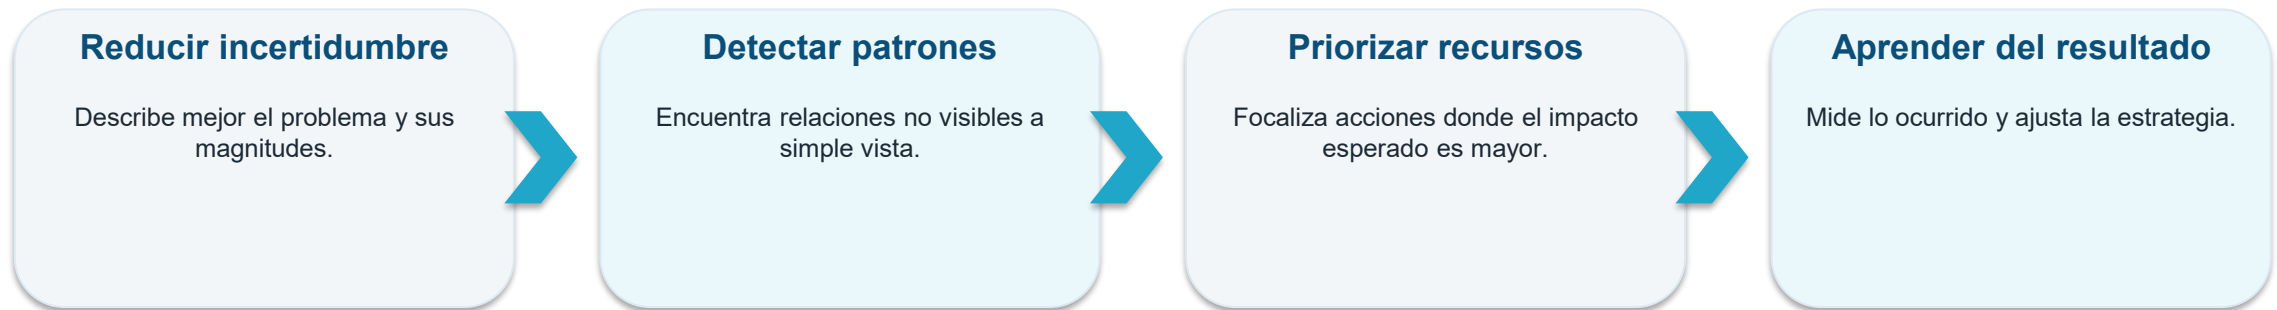 Reducir incertidumbre
Describe mejor el problema y sus
magnitudes.
Detectar patrones
Encuentra relaciones no visibles a
simple vista.
Priorizar recursos
Focaliza acciones donde el impacto
esperado es mayor.
Aprender del resultado
Mide lo ocurrido y ajusta la estrategia.